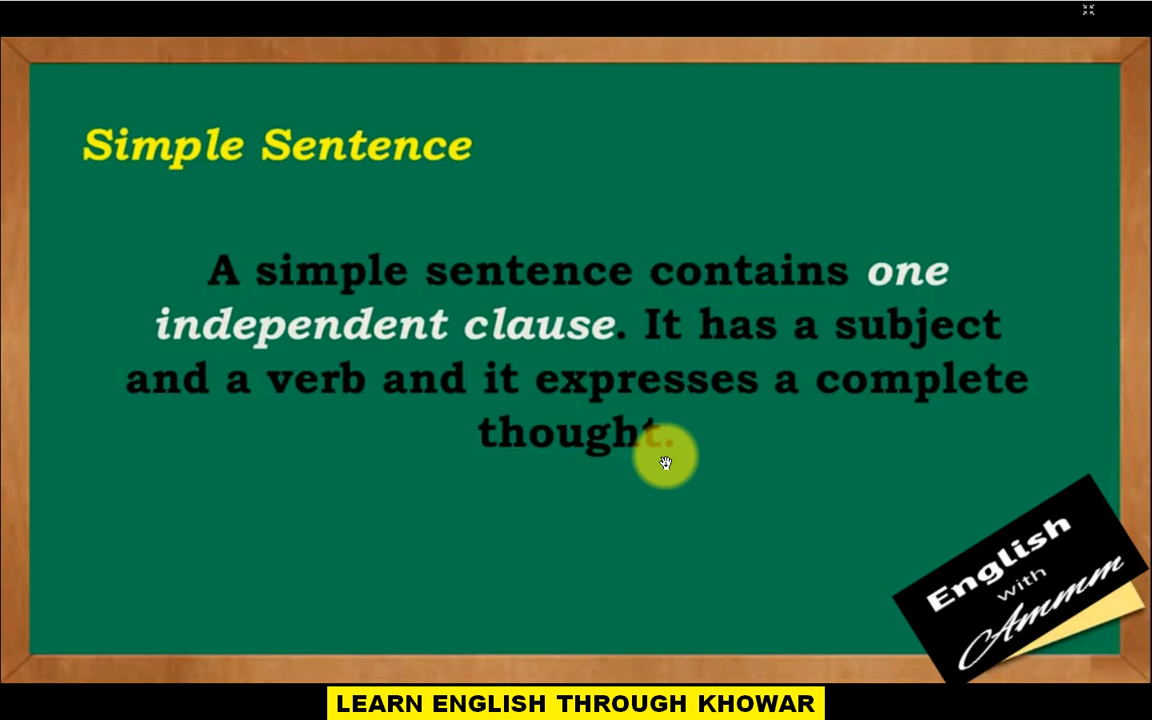 Simple Sentence
A simple sentence contains one
independent clause. It has a subject
and a verb and it expresses a complete
thought.
English
with
Ammm
LEARN ENGLISH THROUGH KHOWAR